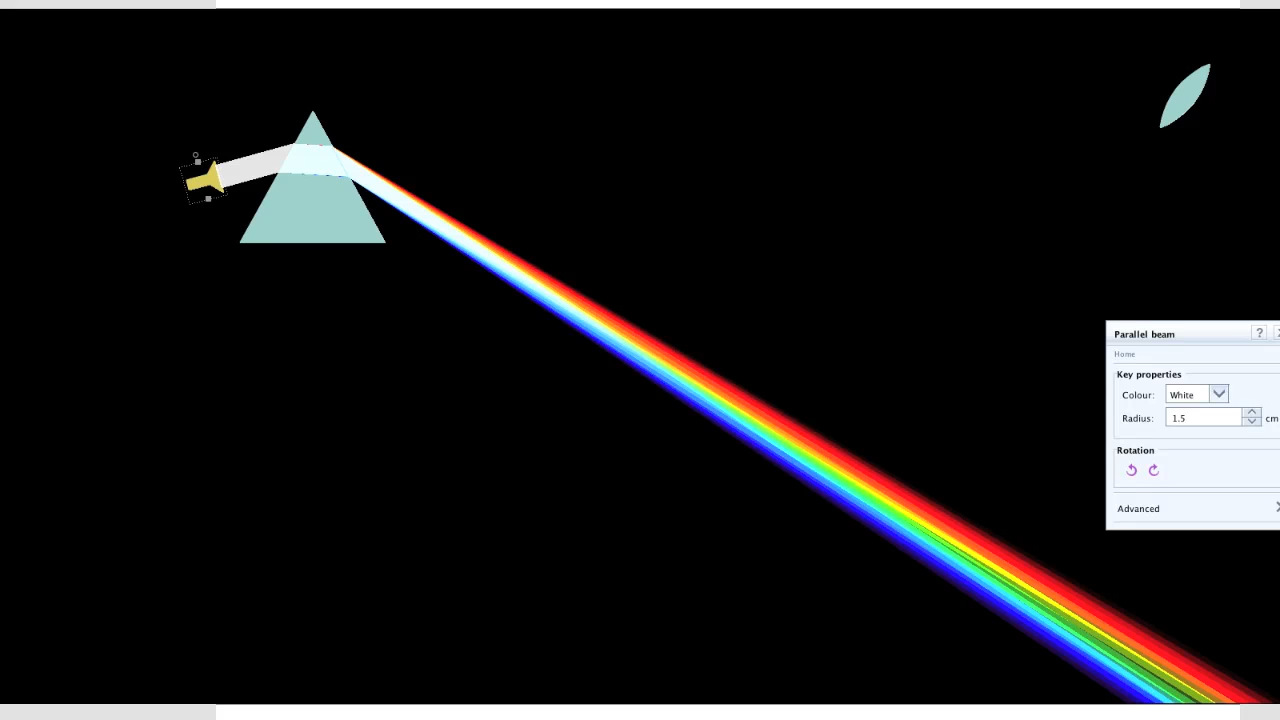 Parallel beam ?
Home
Key properties
Colour: White
Radius: 1.5 cm
Rotation
Advanced